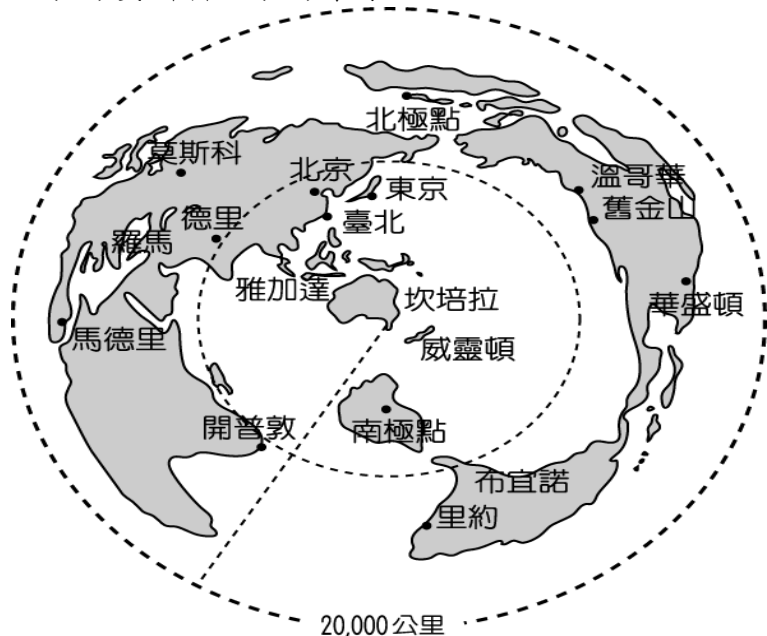 北極點
莫斯科
北京
溫哥華
東京
舊金山
德里
臺北
羅馬
雅加達
坎培拉
華盛頓
馬德里
威靈頓
開普敦
南極點
布宜諾
里約
20,000公里